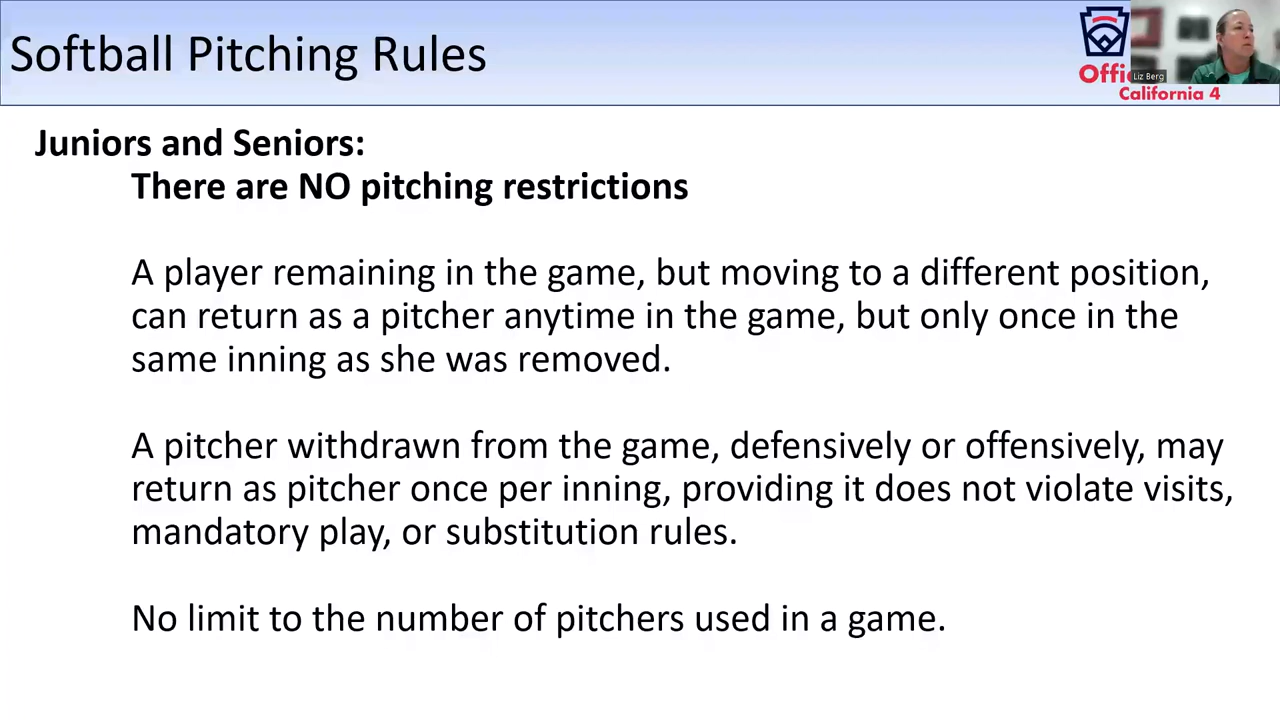 Softball Pitching Rules
Offic
Liz Berg
California 4
Juniors and Seniors:
There are NO pitching restrictions
A player remaining in the game, but moving to a different position,
can return as a pitcher anytime in the game, but only once in the
same inning as she was removed.
A pitcher withdrawn from the game, defensively or offensively, may
return as pitcher once per inning, providing it does not violate visits,
mandatory play, or substitution rules.
No limit to the number of pitchers used in a game.